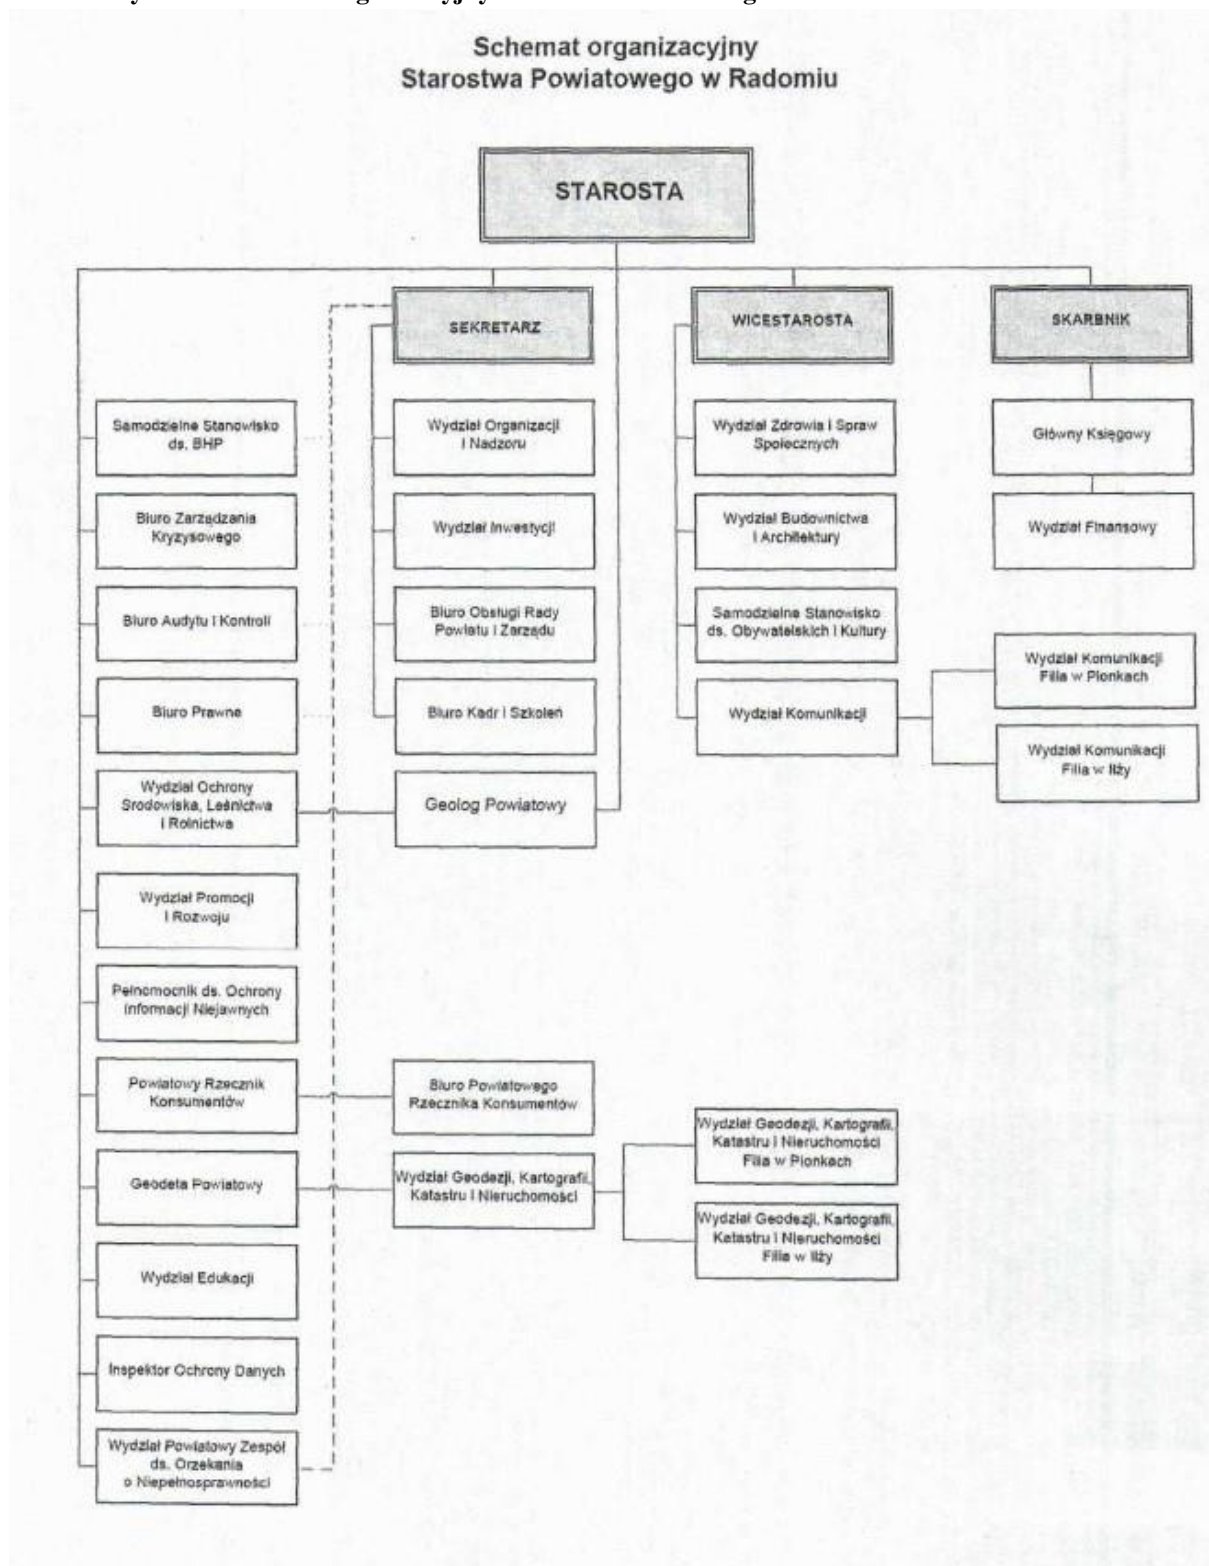 Schemat organizacyjny
Starostwa Powiatowego w Radomiu
STAROSTA
SEKRETARZ
WICESTAROSTA
SKARBNIK
Samodzielne Stanowisko
ds. BHP
Biuro Zarządzania
Kryzysowego
Biuro Audytu i Kontroli
Biuro Prawne
Wydział Ochrony
Środowiska, Leśnictwa
i Rolnictwa
Wydział Promocji
i Rozwoju
Pełnomocnik ds. Ochrony
Informacji Niejawnych
Powiatowy Rzecznik
Konsumentów
Geodeta Powiatowy
Wydział Edukacji
Inspektor Ochrony Danych
Wydział Powiatowy Zespół
ds. Orzekania
o Niepełnosprawności
Wydział Organizacji
i Nadzoru
Wydział Inwestycji
Biuro Obsługi Rady
Powiatu i Zarządu
Biuro Kadr i Szkoleń
Geolog Powiatowy
Biuro Powiatowego
Rzecznika Konsumentów
Wydział Geodezji, Kartografii,
Katastru i Nieruchomości
Wydział Zdrowia i Spraw
Społecznych
Wydział Budownictwa
i Architektury
Samodzielne Stanowisko
ds. Obywatelskich i Kultury
Wydział Komunikacji
Wydział Geodezji, Kartografii,
Katastru i Nieruchomości
Filia w Pionkach
Wydział Geodezji, Kartografii,
Katastru i Nieruchomości
Filia w Iłży
Główny Księgowy
Wydział Finansowy
Wydział Komunikacji
Filia w Pionkach
Wydział Komunikacji
Filia w Iłży